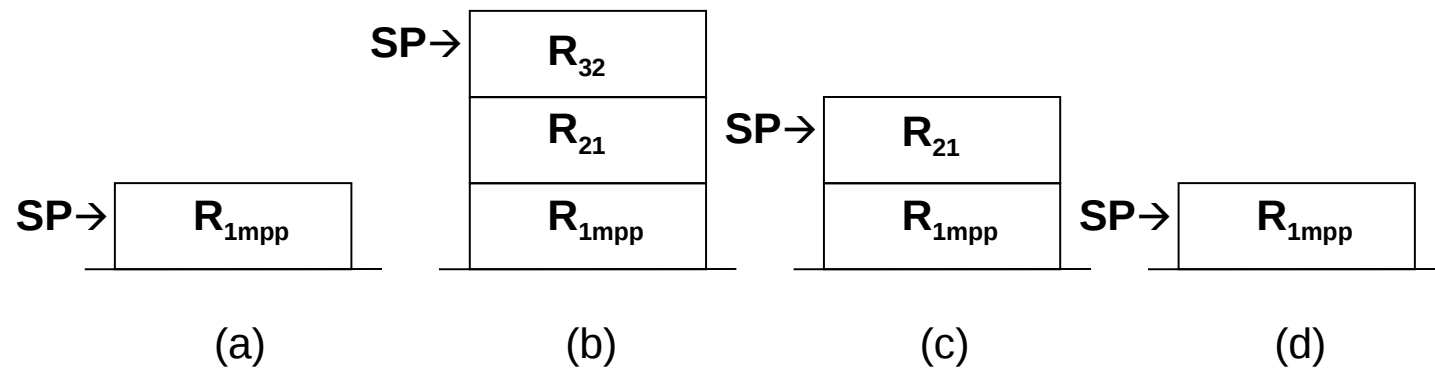 SP→ R₁ₘₚₚ
(a)
SP→ R₃₂
R₂₁
R₁ₘₚₚ
(b)
SP→ R₂₁
R₁ₘₚₚ
(c)
SP→ R₁ₘₚₚ
(d)